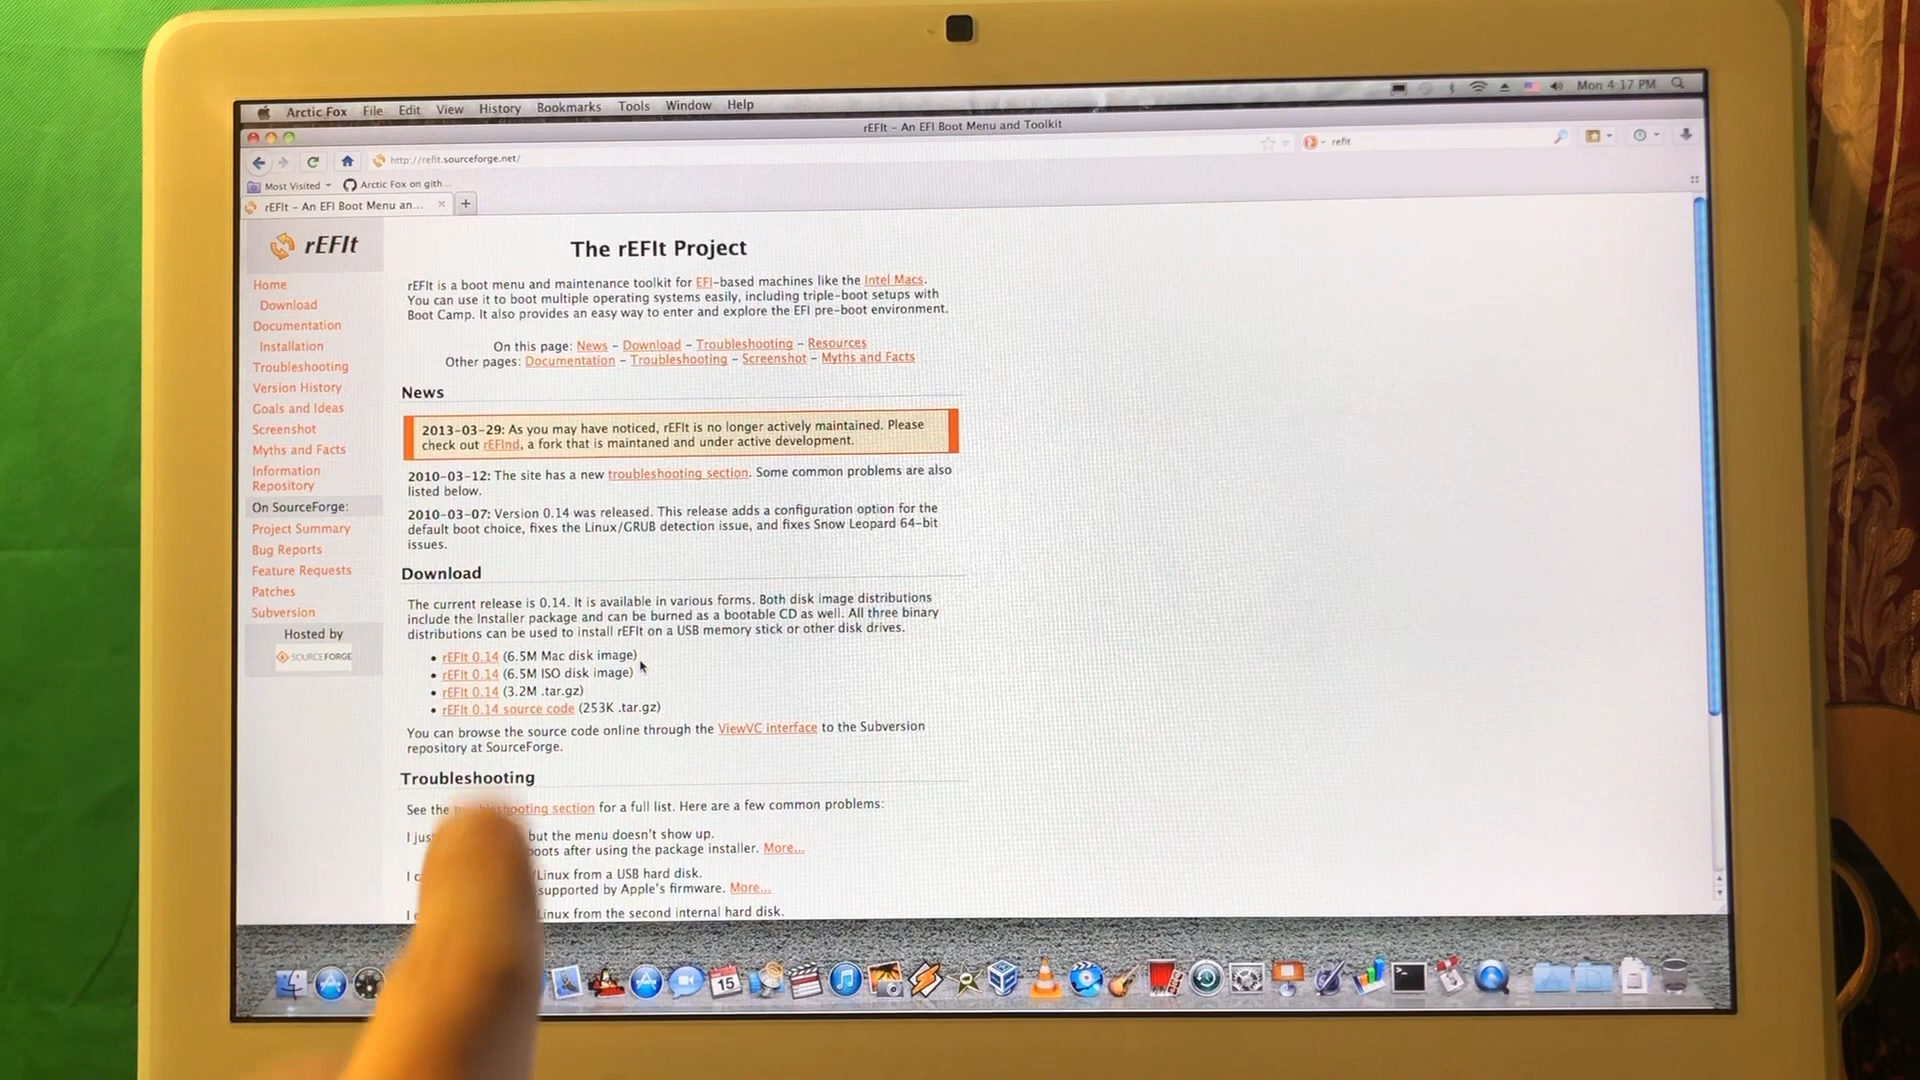 Arctic Fox File Edit View History Bookmarks Tools Window Help
Mon 4:17 PM
rEFIt – An EFI Boot Menu and Toolkit
http://refit.sourceforge.net/
refit
Most Visited
Arctic Fox on gith...
rEFIt – An EFI Boot Menu an...
rEFIt
Home
Download
Documentation
Installation
Troubleshooting
Version History
Goals and Ideas
Screenshot
Myths and Facts
Information
Repository
On SourceForge:
Project Summary
Bug Reports
Feature Requests
Patches
Subversion
Hosted by
SOURCEFORGE
The rEFIt Project
rEFIt is a boot menu and maintenance toolkit for EFI-based machines like the Intel Macs.
You can use it to boot multiple operating systems easily, including triple-boot setups with
Boot Camp. It also provides an easy way to enter and explore the EFI pre-boot environment.
On this page: News – Download – Troubleshooting – Resources
Other pages: Documentation – Troubleshooting – Screenshot – Myths and Facts
News
2013-03-29: As you may have noticed, rEFIt is no longer actively maintained. Please
check out rEFInd, a fork that is maintaned and under active development.
2010-03-12: The site has a new troubleshooting section. Some common problems are also
listed below.
2010-03-07: Version 0.14 was released. This release adds a configuration option for the
default boot choice, fixes the Linux/GRUB detection issue, and fixes Snow Leopard 64-bit
issues.
Download
The current release is 0.14. It is available in various forms. Both disk image distributions
include the Installer package and can be burned as a bootable CD as well. All three binary
distributions can be used to install rEFIt on a USB memory stick or other disk drives.
• rEFIt 0.14 (6.5M Mac disk image)
• rEFIt 0.14 (6.5M ISO disk image)
• rEFIt 0.14 (3.2M .tar.gz)
• rEFIt 0.14 source code (253K .tar.gz)
You can browse the source code online through the ViewVC interface to the Subversion
repository at SourceForge.
Troubleshooting
See the section for a full list. Here are a few common problems:
I but the menu doesn't show up.
after using the package installer. More...
I /Linux from a USB hard disk.
supported by Apple's firmware. More...
I Linux from the second internal hard disk.
15